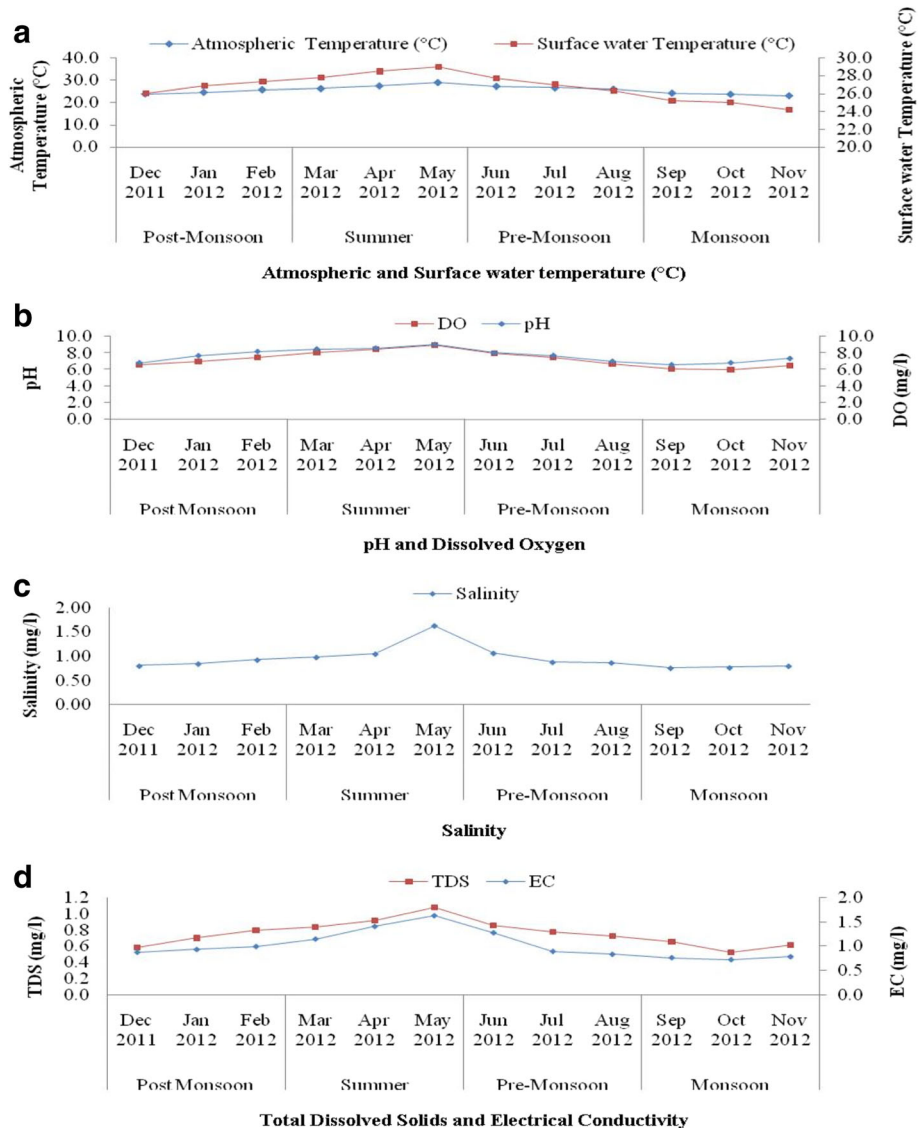 a
Atmospheric Temperature (°C) Surface water Temperature (°C)
Atmospheric
Temperature (°C)
40.0
30.0
20.0
10.0
0.0
30.0
28.0
26.0
24.0
22.0
20.0
Surface water Temperature (°C)
Dec Jan Feb Mar Apr May Jun Jul Aug Sep Oct Nov
2011 2012 2012 2012 2012 2012 2012 2012 2012 2012 2012 2012
Post-Monsoon Summer Pre-Monsoon Monsoon
Atmospheric and Surface water temperature (°C)
b
DO pH
pH
10.0
8.0
6.0
4.0
2.0
0.0
10.0
8.0
6.0
4.0
2.0
0.0
DO (mg/l)
Dec Jan Feb Mar Apr May Jun Jul Aug Sep Oct Nov
2011 2012 2012 2012 2012 2012 2012 2012 2012 2012 2012 2012
Post Monsoon Summer Pre-Monsoon Monsoon
pH and Dissolved Oxygen
c
Salinity
Salinity (mg/l)
2.00
1.50
1.00
0.50
0.00
Dec Jan Feb Mar Apr May Jun Jul Aug Sep Oct Nov
2011 2012 2012 2012 2012 2012 2012 2012 2012 2012 2012 2012
Post Monsoon Summer Pre-Monsoon Monsoon
Salinity
d
TDS EC
TDS (mg/l)
1.2
1.0
0.8
0.6
0.4
0.2
0.0
2.0
1.5
1.0
0.5
0.0
EC (mg/l)
Dec Jan Feb Mar Apr May Jun Jul Aug Sep Oct Nov
2011 2012 2012 2012 2012 2012 2012 2012 2012 2012 2012 2012
Post Monsoon Summer Pre-Monsoon Monsoon
Total Dissolved Solids and Electrical Conductivity